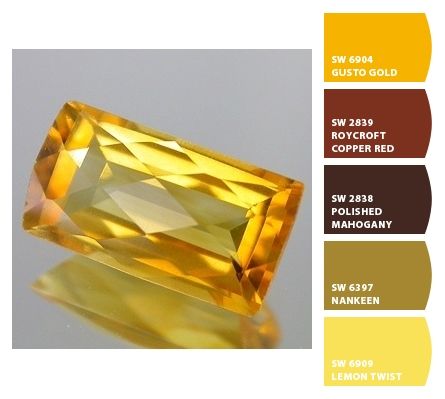 SW 6904
GUSTO GOLD
SW 2839
ROYCROFT
COPPER RED
SW 2838
POLISHED
MAHOGANY
SW 6397
NANKEEN
SW 6909
LEMON TWIST